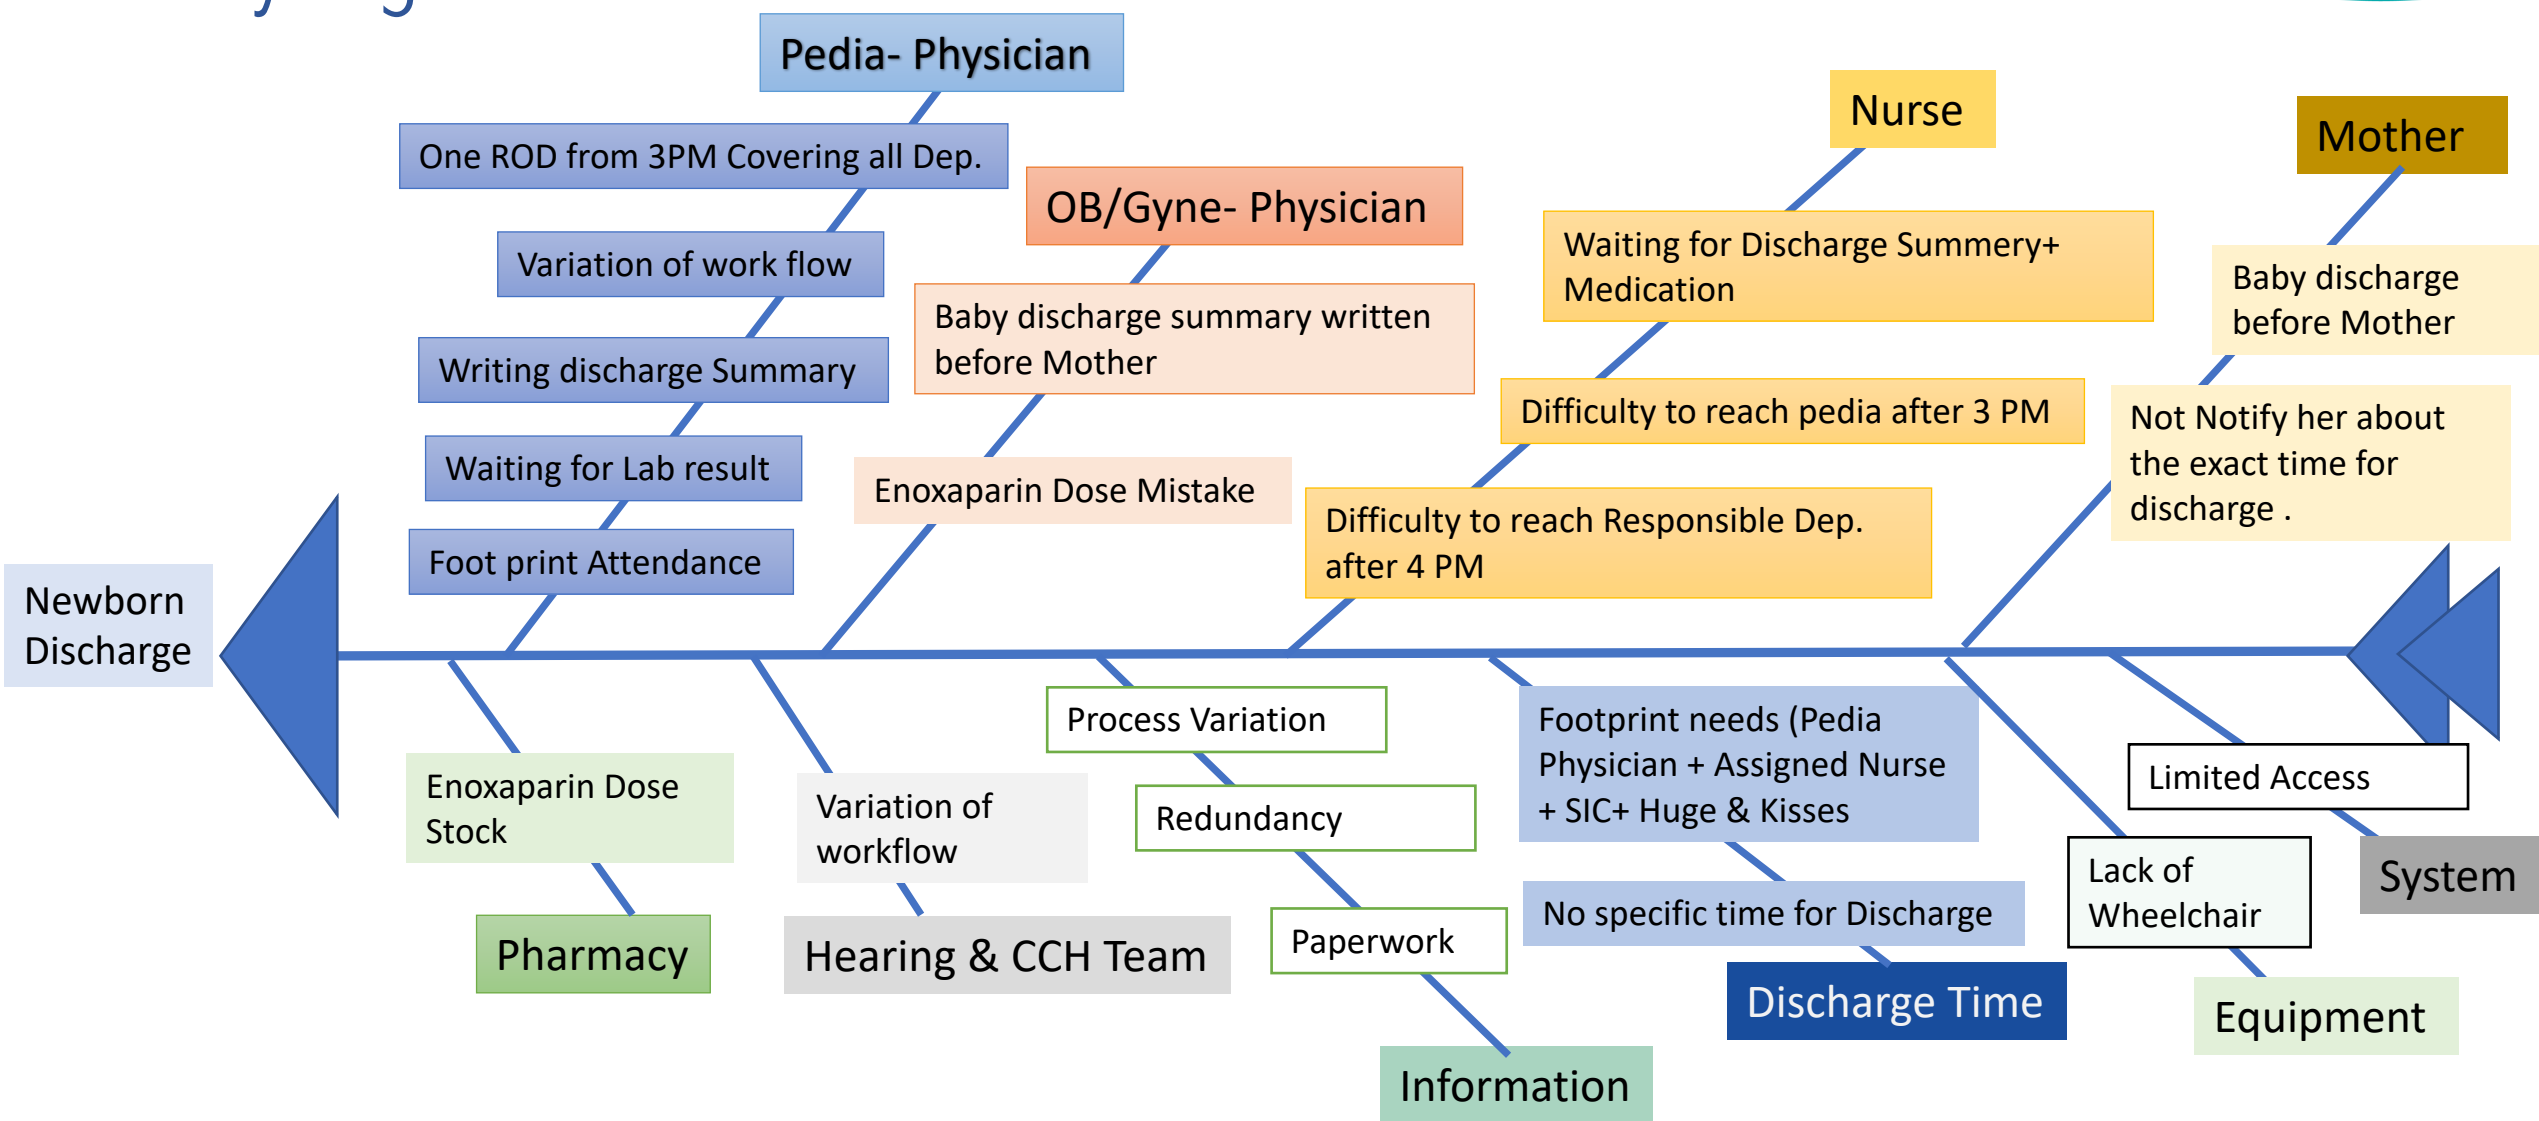 Pedia- Physician
One ROD from 3PM Covering all Dep.
Variation of work flow
Writing discharge Summary
Waiting for Lab result
Foot print Attendance
OB/Gyne- Physician
Baby discharge summary written
before Mother
Enoxaparin Dose Mistake
Nurse
Waiting for Discharge Summery+
Medication
Difficulty to reach pedia after 3 PM
Difficulty to reach Responsible Dep.
after 4 PM
Mother
Baby discharge
before Mother
Not Notify her about
the exact time for
discharge .
Newborn
Discharge
Enoxaparin Dose
Stock
Pharmacy
Variation of
workflow
Hearing & CCH Team
Process Variation
Redundancy
Paperwork
Information
Footprint needs (Pedia
Physician + Assigned Nurse
+ SIC+ Huge & Kisses
No specific time for Discharge
Discharge Time
Lack of
Wheelchair
Equipment
Limited Access
System